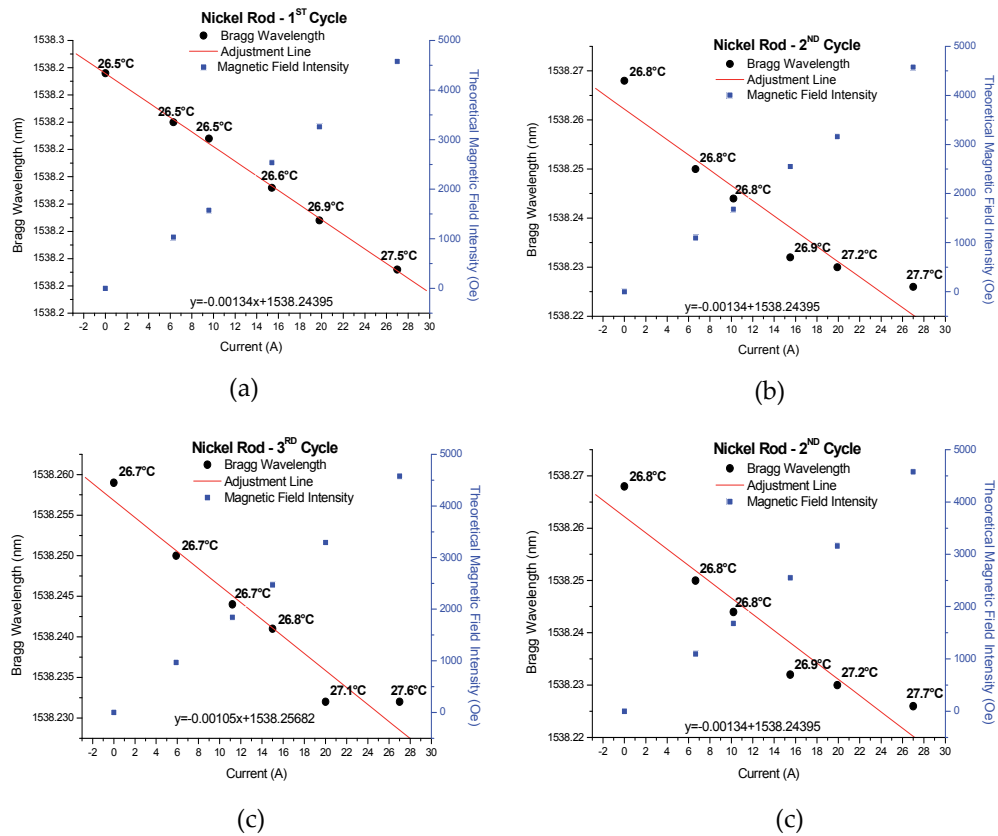 Nickel Rod - 1ST Cycle
Bragg Wavelength
Adjustment Line
Magnetic Field Intensity
1538.3
1538.2
1538.2
1538.2
1538.2
1538.2
1538.2
1538.2
1538.2
1538.2
1538.2
Bragg Wavelength (nm)
26.5°C
26.5°C
26.5°C
26.6°C
26.9°C
27.5°C
y=-0.00134x+1538.24395
5000
4000
3000
2000
1000
0
Theoretical Magnetic Field Intensity (Oe)
-2 0 2 4 6 8 10 12 14 16 18 20 22 24 26 28 30
Current (A)
(a)
Nickel Rod - 2ND Cycle
Bragg Wavelength
Adjustment Line
Magnetic Field Intensity
1538.27
1538.26
1538.25
1538.24
1538.23
1538.22
Bragg Wavelength (nm)
26.8°C
26.8°C
26.8°C
26.9°C
27.2°C
27.7°C
y=-0.00134+1538.24395
5000
4000
3000
2000
1000
0
Theoretical Magnetic Field Intensity (Oe)
-2 0 2 4 6 8 10 12 14 16 18 20 22 24 26 28 30
Current (A)
(b)
Nickel Rod - 3RD Cycle
Bragg Wavelength
Adjustment Line
Magnetic Field Intensity
1538.260
1538.255
1538.250
1538.245
1538.240
1538.235
1538.230
Bragg Wavelength (nm)
26.7°C
26.7°C
26.7°C
26.8°C
27.1°C
27.6°C
y=-0.00105x+1538.25682
5000
4000
3000
2000
1000
0
Theoretical Magnetic Field Intensity (Oe)
-2 0 2 4 6 8 10 12 14 16 18 20 22 24 26 28 30
Current (A)
(c)
Nickel Rod - 2ND Cycle
Bragg Wavelength
Adjustment Line
Magnetic Field Intensity
1538.27
1538.26
1538.25
1538.24
1538.23
1538.22
Bragg Wavelength (nm)
26.8°C
26.8°C
26.8°C
26.9°C
27.2°C
27.7°C
y=-0.00134+1538.24395
5000
4000
3000
2000
1000
0
Theoretical Magnetic Field Intensity (Oe)
-2 0 2 4 6 8 10 12 14 16 18 20 22 24 26 28 30
Current (A)
(c)